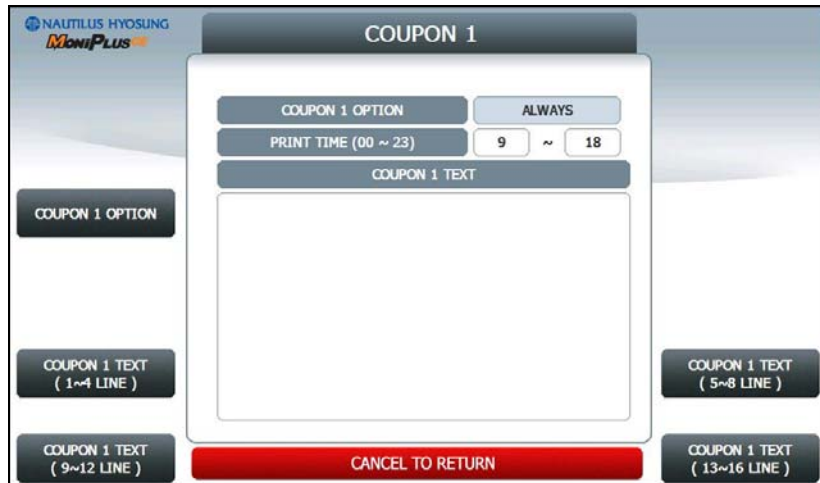 NAUTILUS HYOSUNG
MoniPlus
COUPON 1
COUPON 1 OPTION ALWAYS
PRINT TIME (00 ~ 23) 9 ~ 18
COUPON 1 TEXT
COUPON 1 OPTION
COUPON 1 TEXT
( 1~4 LINE )
COUPON 1 TEXT
( 5~8 LINE )
COUPON 1 TEXT
( 9~12 LINE )
CANCEL TO RETURN
COUPON 1 TEXT
( 13~16 LINE )